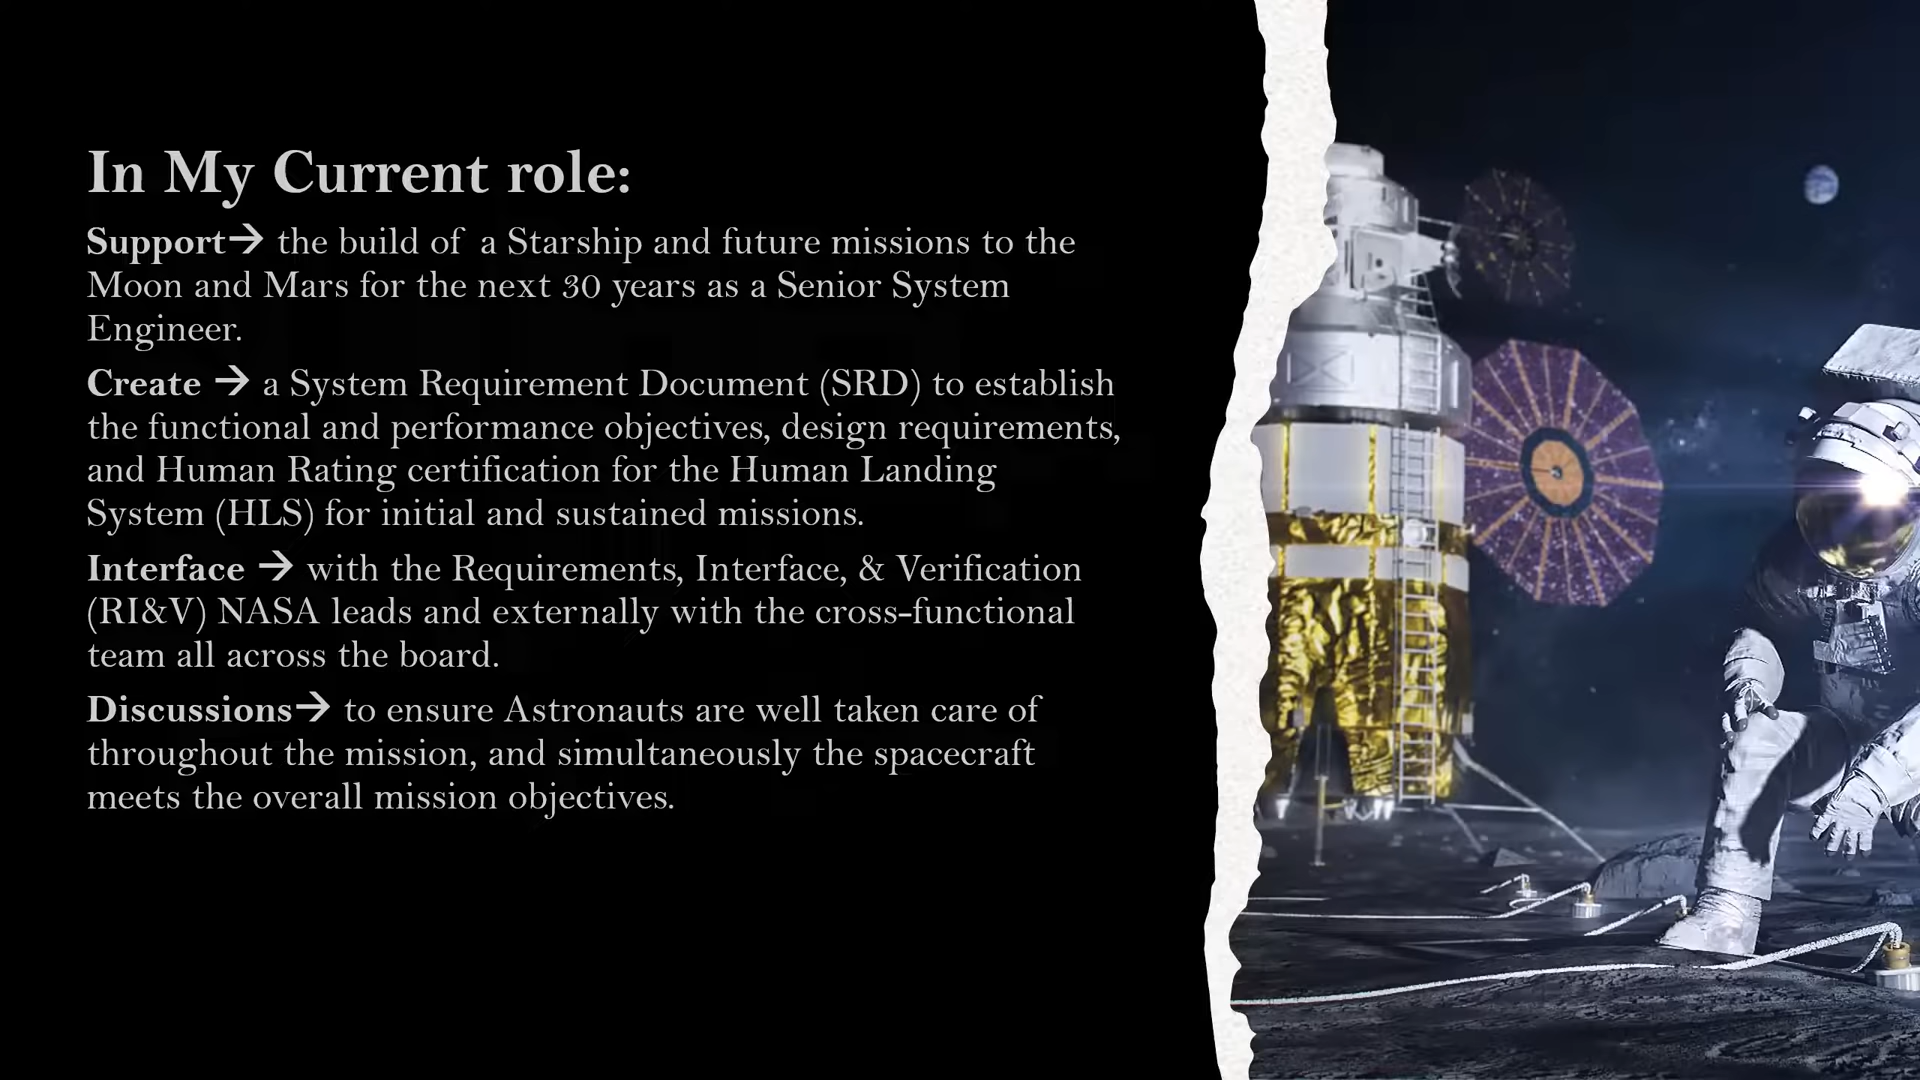 In My Current role:
Support→ the build of a Starship and future missions to the
Moon and Mars for the next 30 years as a Senior System
Engineer.
Create → a System Requirement Document (SRD) to establish
the functional and performance objectives, design requirements,
and Human Rating certification for the Human Landing
System (HLS) for initial and sustained missions.
Interface → with the Requirements, Interface, & Verification
(RI&V) NASA leads and externally with the cross-functional
team all across the board.
Discussions→ to ensure Astronauts are well taken care of
throughout the mission, and simultaneously the spacecraft
meets the overall mission objectives.